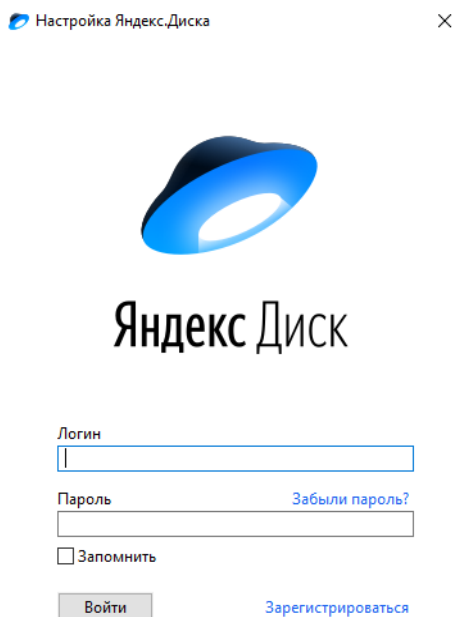 Настройка Яндекс.Диска
Яндекс Диск
Логин
Пароль Забыли пароль?
Запомнить
Войти Зарегистрироваться